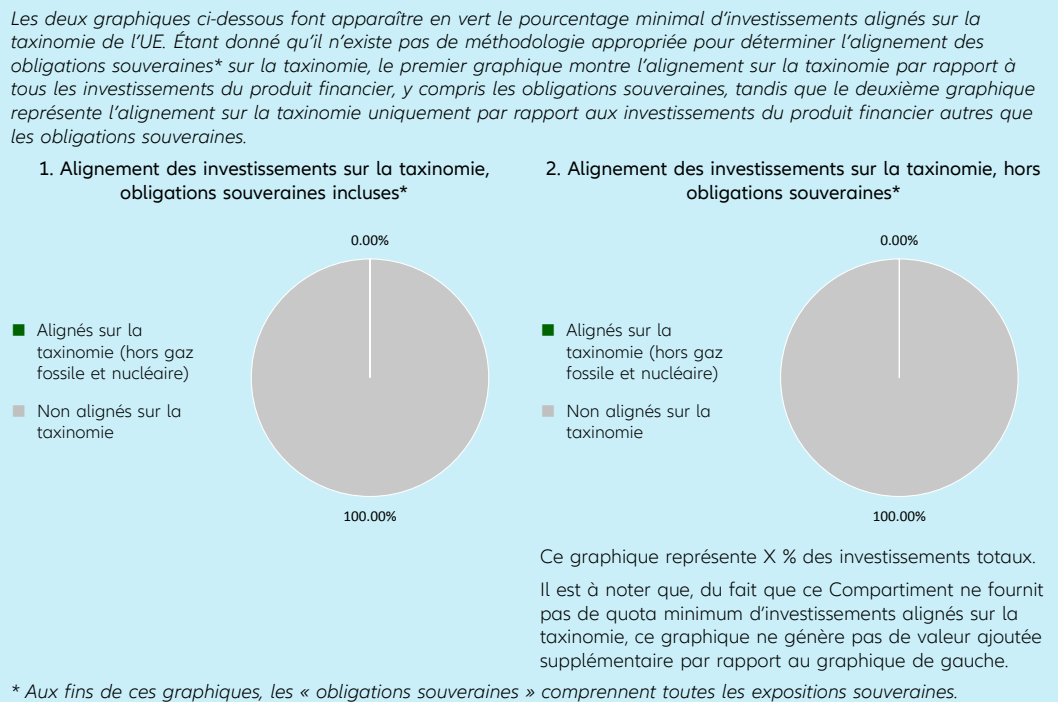 Les deux graphiques ci-dessous font apparaître en vert le pourcentage minimal d’investissements alignés sur la
taxinomie de l’UE. Étant donné qu’il n’existe pas de méthodologie appropriée pour déterminer l’alignement des
obligations souveraines* sur la taxinomie, le premier graphique montre l’alignement sur la taxinomie par rapport à
tous les investissements du produit financier, y compris les obligations souveraines, tandis que le deuxième graphique
représente l’alignement sur la taxinomie uniquement par rapport aux investissements du produit financier autres que
les obligations souveraines.
1. Alignement des investissements sur la taxinomie,
obligations souveraines incluses*
0.00%
Alignés sur la
taxinomie (hors gaz
fossile et nucléaire)
Non alignés sur la
taxinomie
100.00%
2. Alignement des investissements sur la taxinomie, hors
obligations souveraines*
0.00%
Alignés sur la
taxinomie (hors gaz
fossile et nucléaire)
Non alignés sur la
taxinomie
100.00%
Ce graphique représente X % des investissements totaux.
Il est à noter que, du fait que ce Compartiment ne fournit
pas de quota minimum d’investissements alignés sur la
taxinomie, ce graphique ne génère pas de valeur ajoutée
supplémentaire par rapport au graphique de gauche.
* Aux fins de ces graphiques, les « obligations souveraines » comprennent toutes les expositions souveraines.